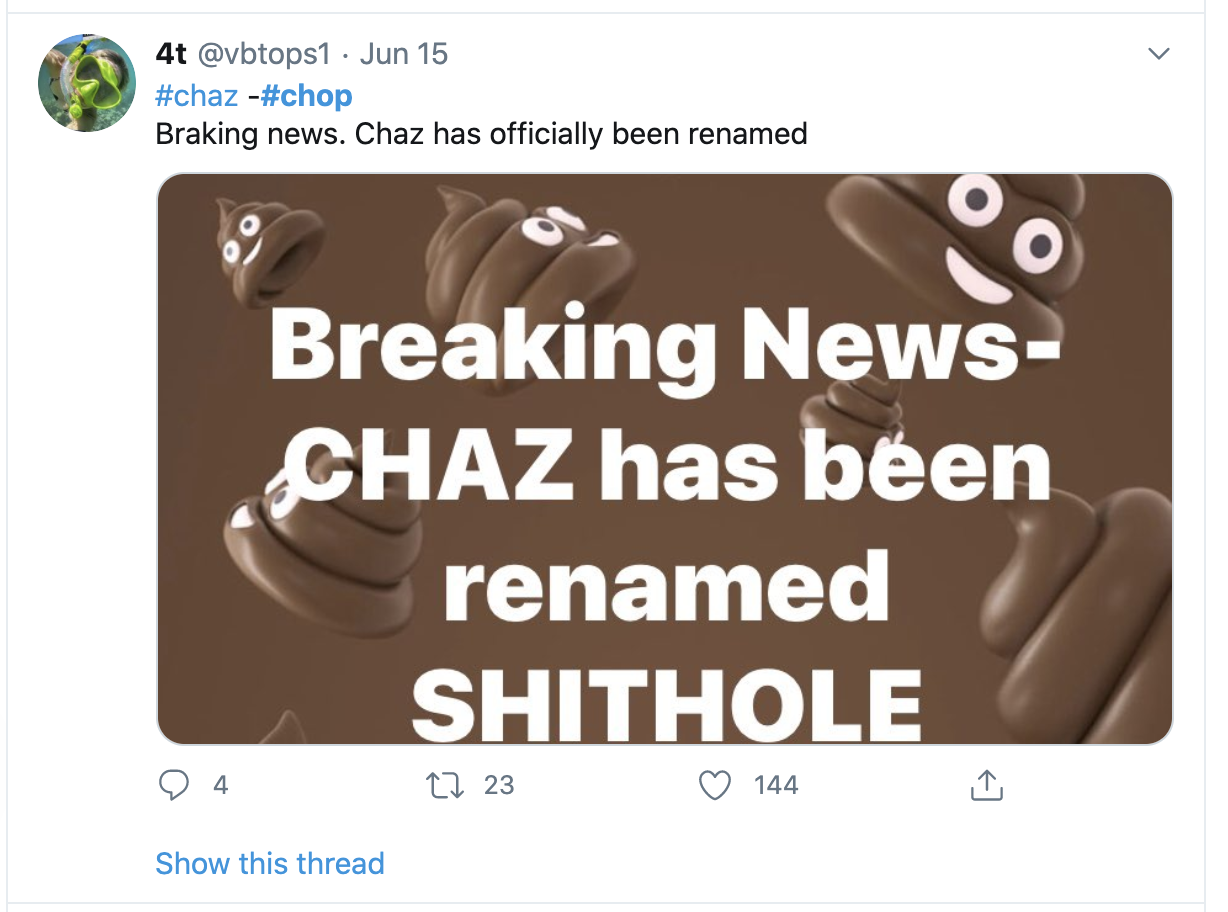 4t @vbtops1 · Jun 15
#chaz -#chop
Braking news. Chaz has officially been renamed
Breaking News-
CHAZ has been
renamed
SHITHOLE
4 23 144
Show this thread